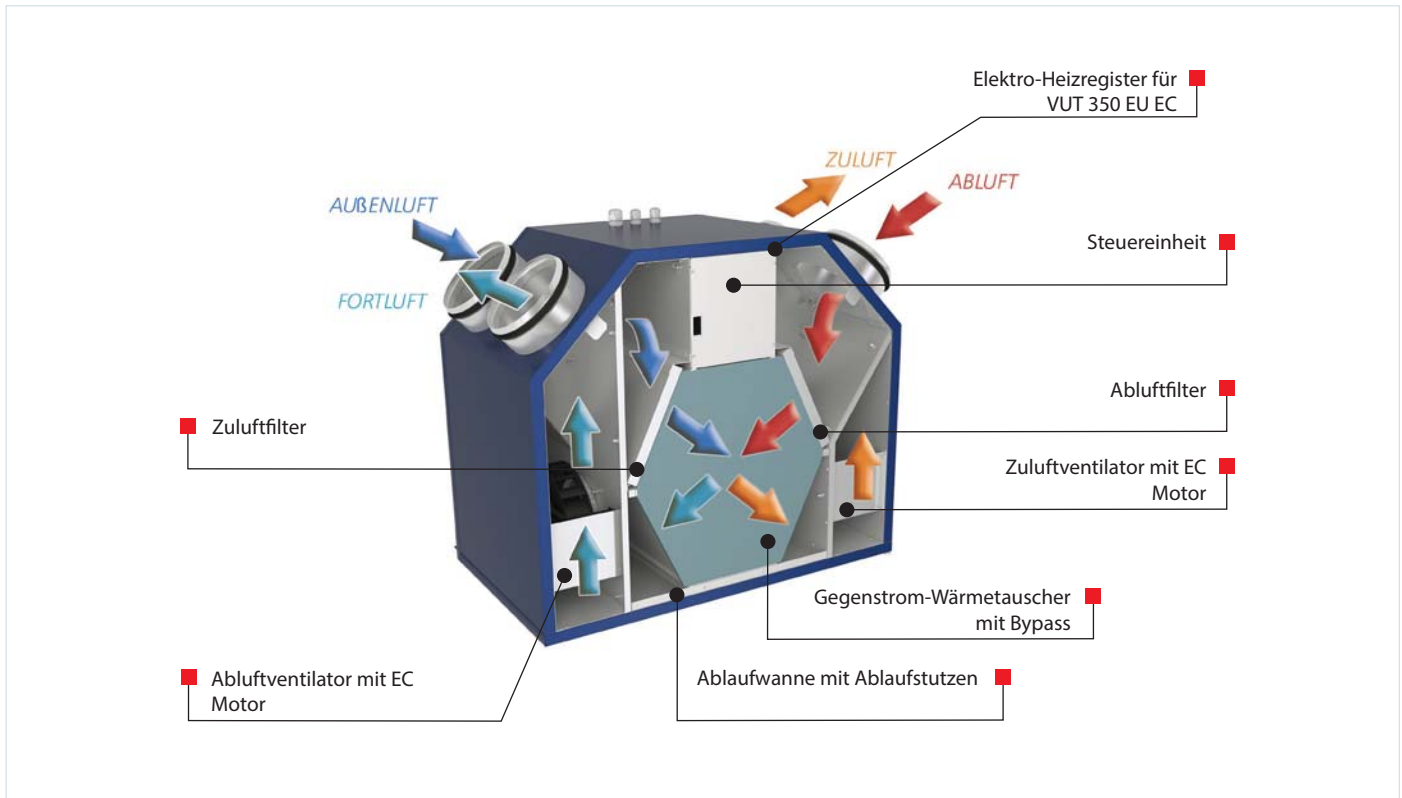 Elektro-Heizregister für
VUT 350 EU EC
ZULUFT
ABLUFT
AUßENLUFT
Steuereinheit
FORTLUFT
Abluftfilter
Zuluftfilter
Zuluftventilator mit EC
Motor
Gegenstrom-Wärmetauscher
mit Bypass
Abluftventilator mit EC
Motor
Ablaufwanne mit Ablaufstutzen